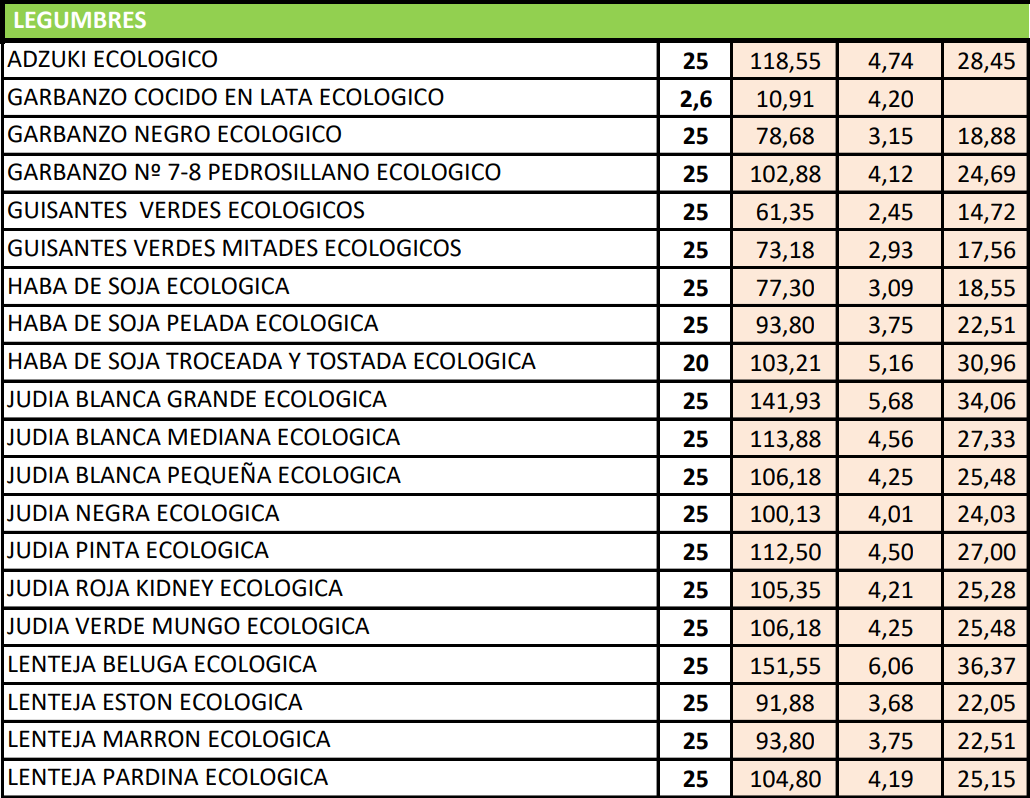 LEGUMBRES
ADZUKI ECOLOGICO 25 118,55 4,74 28,45
GARBANZO COCIDO EN LATA ECOLOGICO 2,6 10,91 4,20
GARBANZO NEGRO ECOLOGICO 25 78,68 3,15 18,88
GARBANZO Nº 7-8 PEDROSILLANO ECOLOGICO 25 102,88 4,12 24,69
GUISANTES VERDES ECOLOGICOS 25 61,35 2,45 14,72
GUISANTES VERDES MITADES ECOLOGICOS 25 73,18 2,93 17,56
HABA DE SOJA ECOLOGICA 25 77,30 3,09 18,55
HABA DE SOJA PELADA ECOLOGICA 25 93,80 3,75 22,51
HABA DE SOJA TROCEADA Y TOSTADA ECOLOGICA 20 103,21 5,16 30,96
JUDIA BLANCA GRANDE ECOLOGICA 25 141,93 5,68 34,06
JUDIA BLANCA MEDIANA ECOLOGICA 25 113,88 4,56 27,33
JUDIA BLANCA PEQUEÑA ECOLOGICA 25 106,18 4,25 25,48
JUDIA NEGRA ECOLOGICA 25 100,13 4,01 24,03
JUDIA PINTA ECOLOGICA 25 112,50 4,50 27,00
JUDIA ROJA KIDNEY ECOLOGICA 25 105,35 4,21 25,28
JUDIA VERDE MUNGO ECOLOGICA 25 106,18 4,25 25,48
LENTEJA BELUGA ECOLOGICA 25 151,55 6,06 36,37
LENTEJA ESTON ECOLOGICA 25 91,88 3,68 22,05
LENTEJA MARRON ECOLOGICA 25 93,80 3,75 22,51
LENTEJA PARDINA ECOLOGICA 25 104,80 4,19 25,15